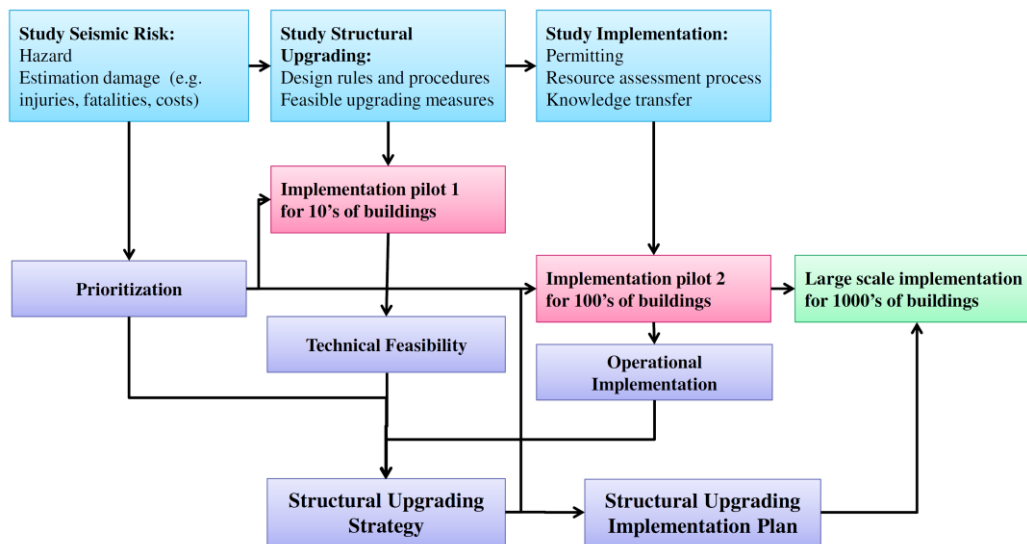 Study Seismic Risk:
Hazard
Estimation damage (e.g.
injuries, fatalities, costs)
Study Structural
Upgrading:
Design rules and procedures
Feasible upgrading measures
Study Implementation:
Permitting
Resource assessment process
Knowledge transfer
Implementation pilot 1
for 10's of buildings
Prioritization
Implementation pilot 2
for 100's of buildings
Large scale implementation
for 1000's of buildings
Technical Feasibility
Operational
Implementation
Structural Upgrading
Strategy
Structural Upgrading
Implementation Plan